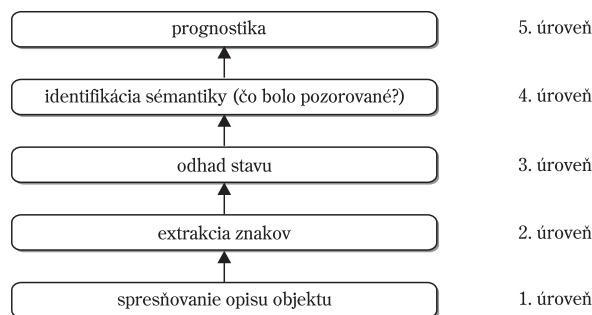 prognostika 5. úroveň
identifikácia sémantiky (čo bolo pozorované?) 4. úroveň
odhad stavu 3. úroveň
extrakcia znakov 2. úroveň
spresňovanie opisu objektu 1. úroveň